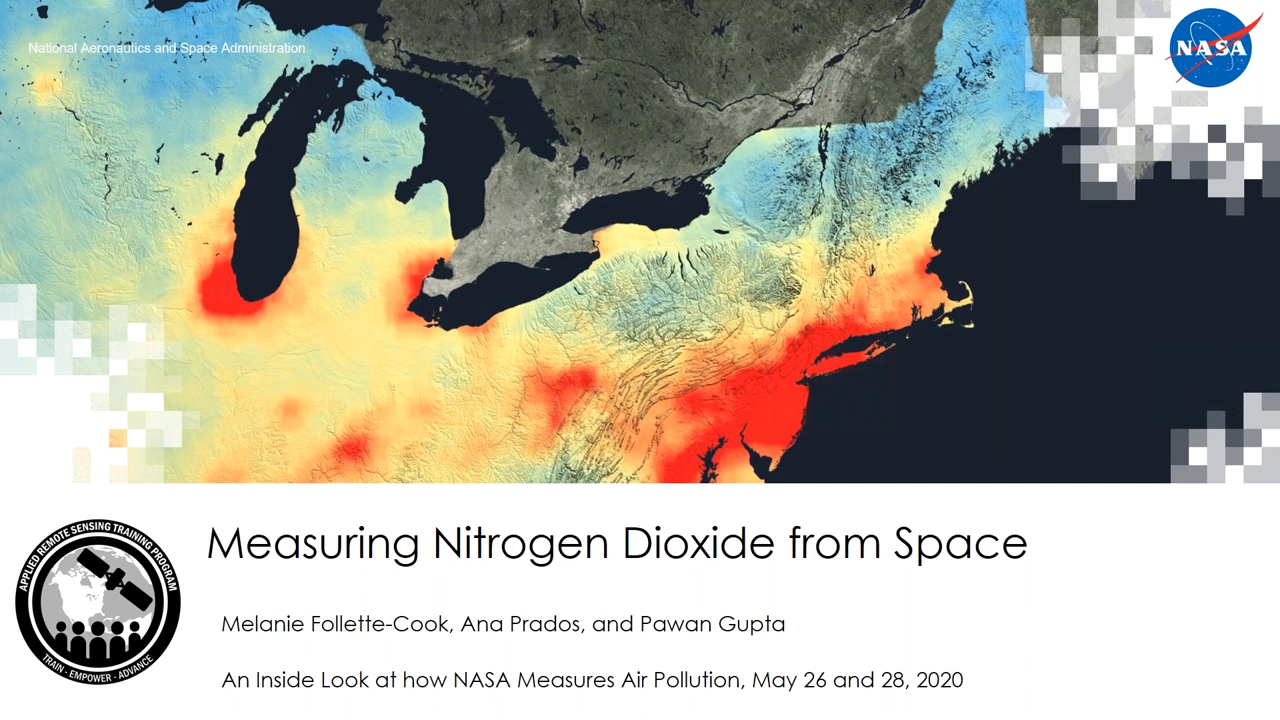 National Aeronautics and Space Administration
NASA
Measuring Nitrogen Dioxide from Space
APPLIED REMOTE SENSING TRAINING PROGRAM
TRAIN - EMPOWER - ADVANCE
Melanie Follette-Cook, Ana Prados, and Pawan Gupta
An Inside Look at how NASA Measures Air Pollution, May 26 and 28, 2020